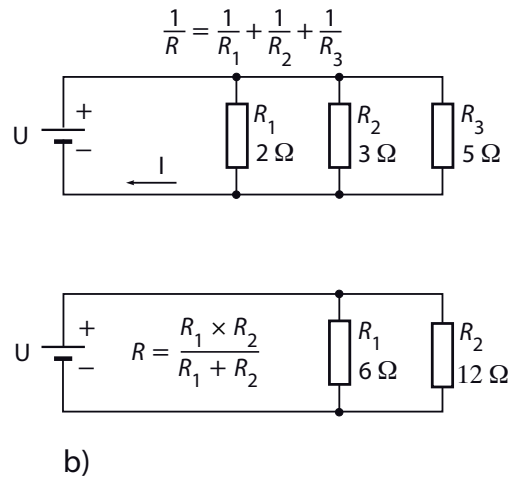 1/R = 1/R₁ + 1/R₂ + 1/R₃
U + −
I
R₁ 2 Ω
R₂ 3 Ω
R₃ 5 Ω
U + −
R = R₁ × R₂ / R₁ + R₂
R₁ 6 Ω
R₂ 12 Ω
b)